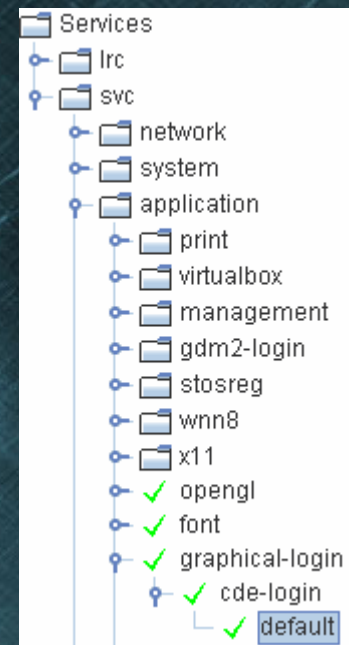 Services
lrc
svc
network
system
application
print
virtualbox
management
gdm2-login
stosreg
wnn8
x11
opengl
font
graphical-login
cde-login
default